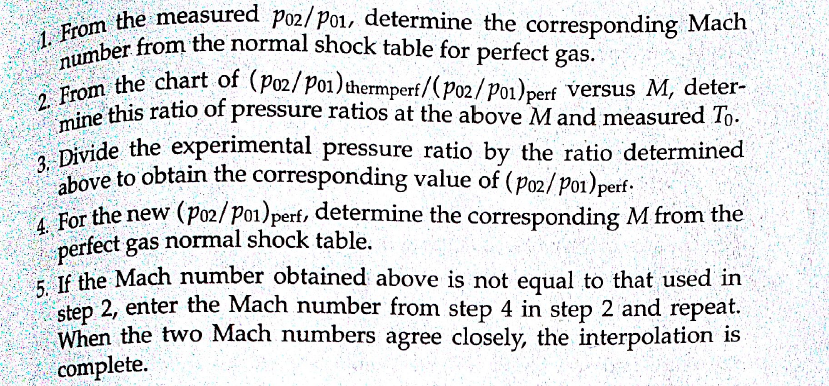 1. From the measured p02/p01, determine the corresponding Mach
number from the normal shock table for perfect gas.
2. From the chart of (p02/p01)thermperf/(p02/p01)perf versus M, deter-
mine this ratio of pressure ratios at the above M and measured T0.
3. Divide the experimental pressure ratio by the ratio determined
above to obtain the corresponding value of (p02/p01)perf.
4. For the new (p02/p01)perf, determine the corresponding M from the
perfect gas normal shock table.
5. If the Mach number obtained above is not equal to that used in
step 2, enter the Mach number from step 4 in step 2 and repeat.
When the two Mach numbers agree closely, the interpolation is
complete.